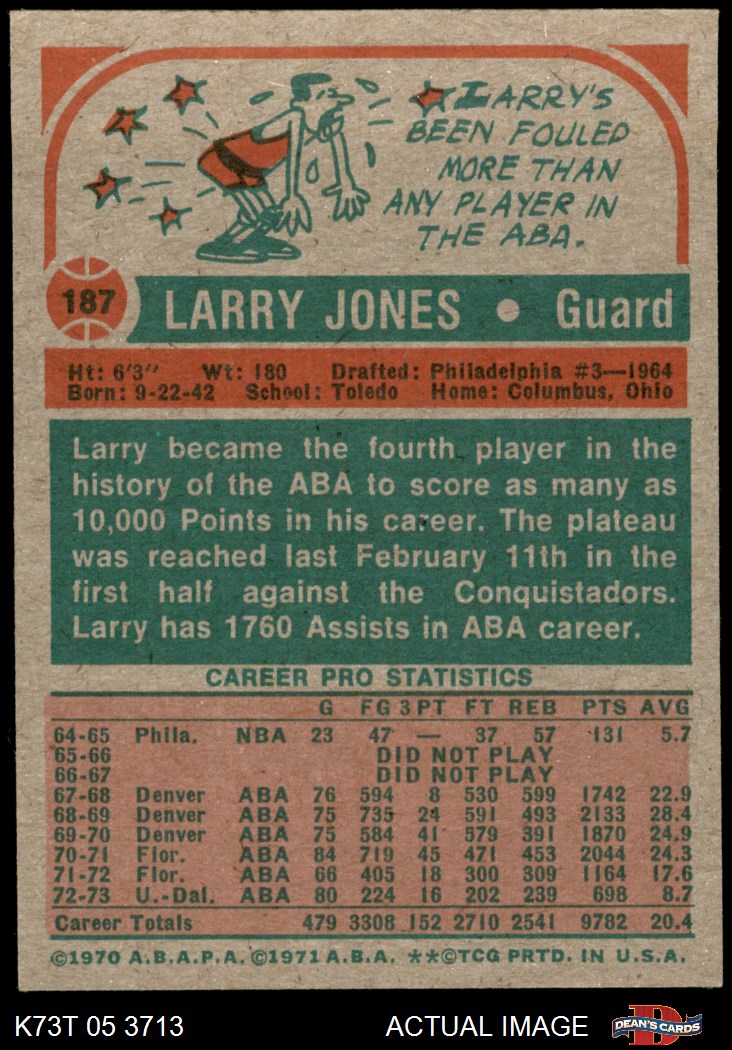 LARRY'S
BEEN FOULED
MORE THAN
ANY PLAYER IN
THE ABA.
187 LARRY JONES • Guard
Ht: 6'3" Wt: 180 Drafted: Philadelphia #3—1964
Born: 9-22-42 School: Toledo Home: Columbus, Ohio
Larry became the fourth player in the
history of the ABA to score as many as
10,000 Points in his career. The plateau
was reached last February 11th in the
first half against the Conquistadors.
Larry has 1760 Assists in ABA career.
CAREER PRO STATISTICS
G FG 3PT FT REB PTS AVG
64-65 Phila. NBA 23 47 — 37 57 131 5.7
65-66 DID NOT PLAY
66-67 DID NOT PLAY
67-68 Denver ABA 76 594 8 530 599 1742 22.9
68-69 Denver ABA 75 735 24 591 493 2133 28.4
69-70 Denver ABA 75 584 41 579 391 1870 24.9
70-71 Flor. ABA 84 719 45 471 453 2044 24.3
71-72 Flor. ABA 66 405 18 300 309 1164 17.6
72-73 U.-Dal. ABA 80 224 16 202 239 698 8.7
Career Totals 479 3308 152 2710 2541 9782 20.4
©1970 A.B.A.P.A. ©1971 A.B.A. **©TCG PRTD. IN U.S.A.
K73T 05 3713 ACTUAL IMAGE DEAN'S CARDS